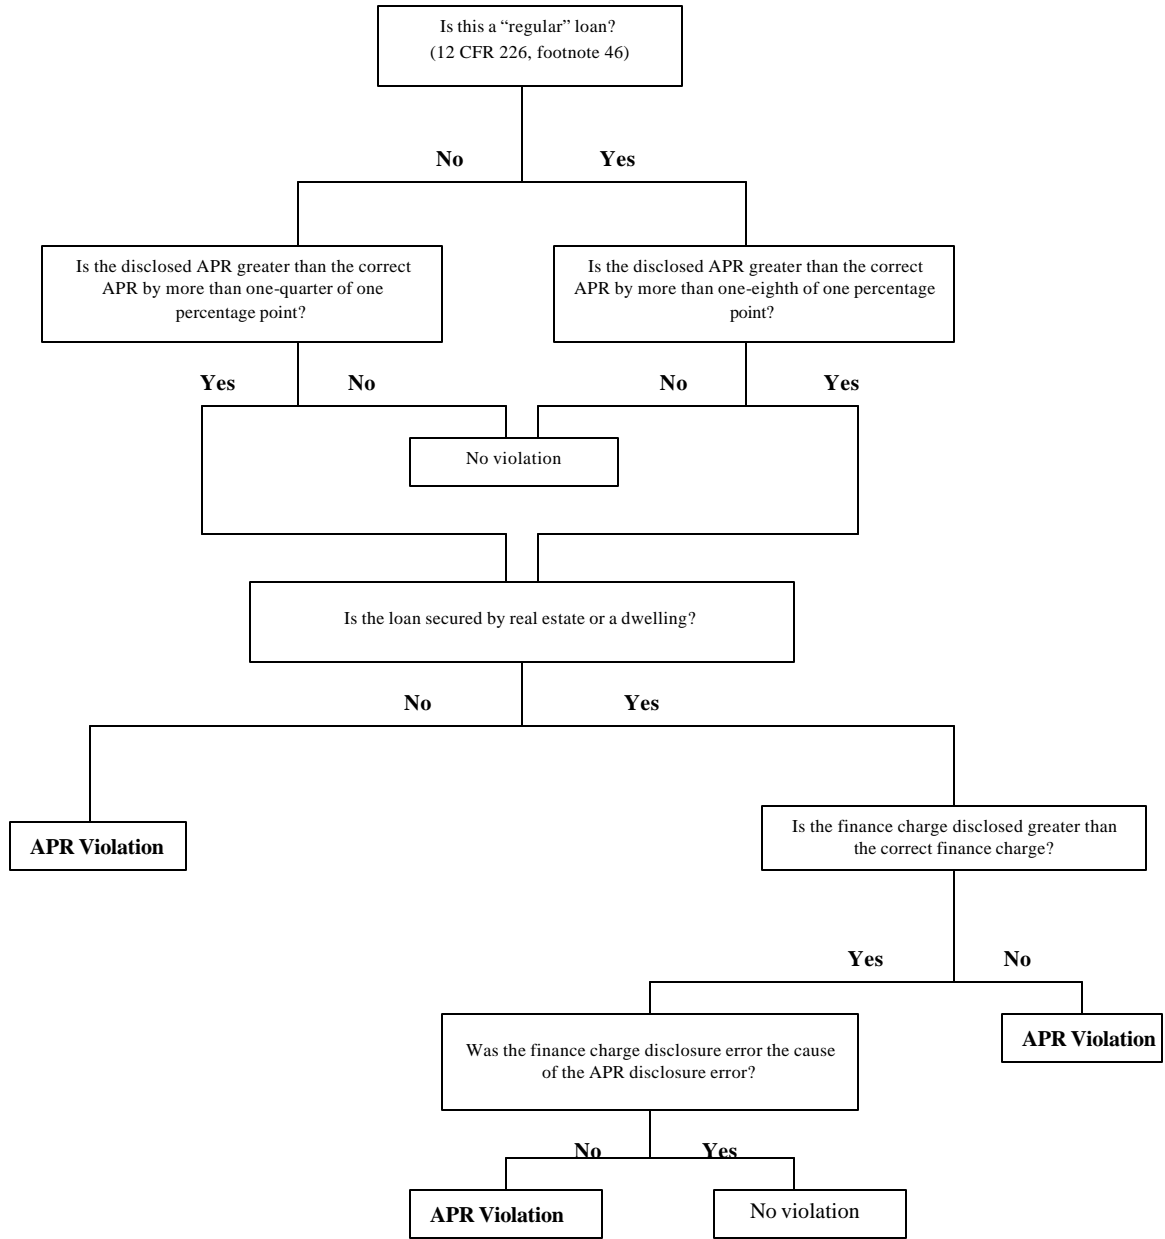 Is this a “regular” loan?
(12 CFR 226, footnote 46)
No
Yes
Is the disclosed APR greater than the correct
APR by more than one-quarter of one
percentage point?
Is the disclosed APR greater than the correct
APR by more than one-eighth of one percentage
point?
Yes
No
No
Yes
No violation
Is the loan secured by real estate or a dwelling?
No
Yes
APR Violation
Is the finance charge disclosed greater than
the correct finance charge?
Yes
No
Was the finance charge disclosure error the cause
of the APR disclosure error?
APR Violation
No
Yes
APR Violation
No violation